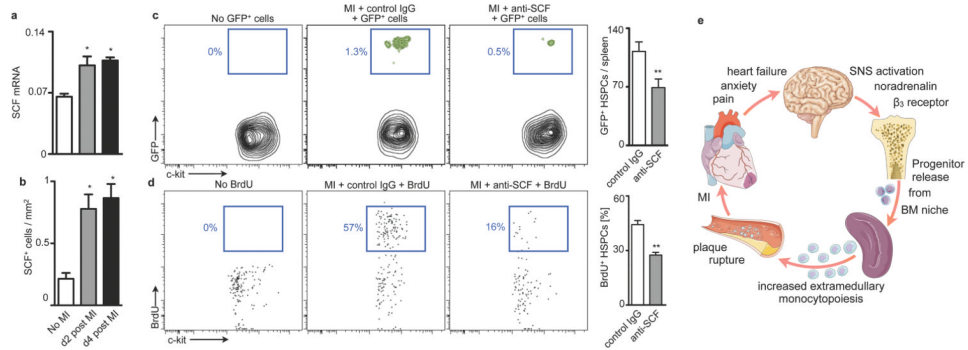 a
0.14
0.07
0
SCF mRNA
*
*
b
1
0.5
0
SCF⁺ cells / mm²
*
*
No MI
d2 post MI
d4 post MI
c
No GFP⁺ cells
MI + control IgG
+ GFP⁺ cells
MI + anti-SCF
+ GFP⁺ cells
0%
1.3%
0.5%
GFP
c-kit
140
70
0
GFP⁺ HSPCs / spleen
**
control IgG
anti-SCF
d
No BrdU
MI + control IgG + BrdU
MI + anti-SCF + BrdU
0%
57%
16%
BrdU
c-kit
60
30
0
BrdU⁺ HSPCs [%]
**
control IgG
anti-SCF
e
heart failure
anxiety
pain
SNS activation
noradrenalin
β₃ receptor
Progenitor
release
from
BM niche
MI
plaque
rupture
increased extramedullary
monocytopoiesis